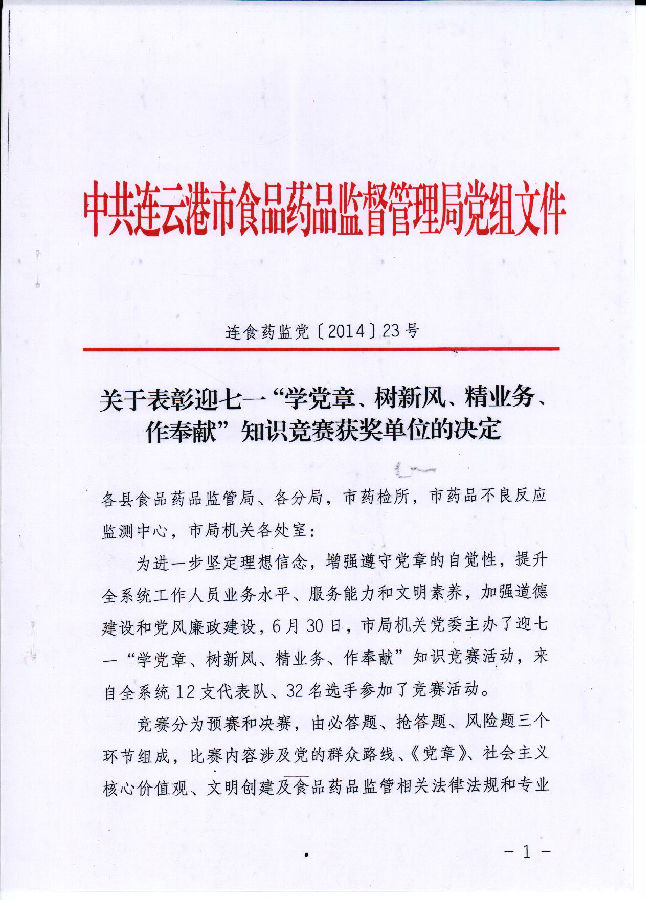 中共连云港市食品药品监督管理局党组文件
连食药监党〔2014〕23号
关于表彰迎七一“学党章、树新风、精业务、
作奉献”知识竞赛获奖单位的决定
各县食品药品监管局、各分局，市药检所，市药品不良反应
监测中心，市局机关各处室：
为进一步坚定理想信念，增强遵守党章的自觉性，提升
全系统工作人员业务水平、服务能力和文明素养，加强道德
建设和党风廉政建设，6月30日，市局机关党委主办了迎七
一“学党章、树新风、精业务、作奉献”知识竞赛活动，来
自全系统12支代表队、32名选手参加了竞赛活动。
竞赛分为预赛和决赛，由必答题、抢答题、风险题三个
环节组成，比赛内容涉及党的群众路线、《党章》、社会主义
核心价值观、文明创建及食品药品监管相关法律法规和专业
- 1 -